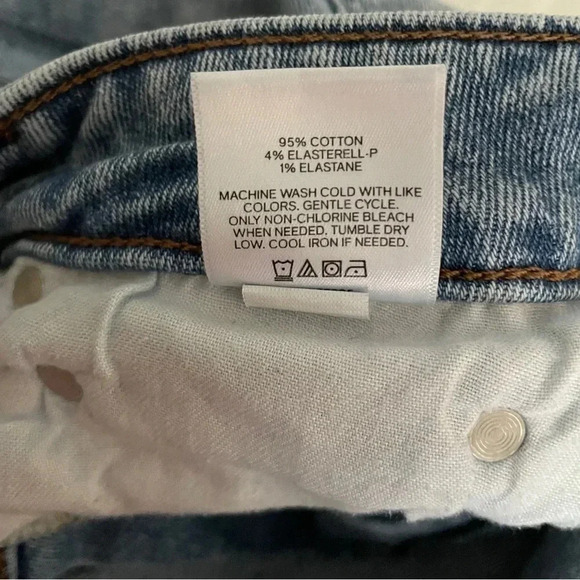 95% COTTON
4% ELASTERELL-P
1% ELASTANE
MACHINE WASH COLD WITH LIKE
COLORS. GENTLE CYCLE.
ONLY NON-CHLORINE BLEACH
WHEN NEEDED. TUMBLE DRY
LOW. COOL IRON IF NEEDED.